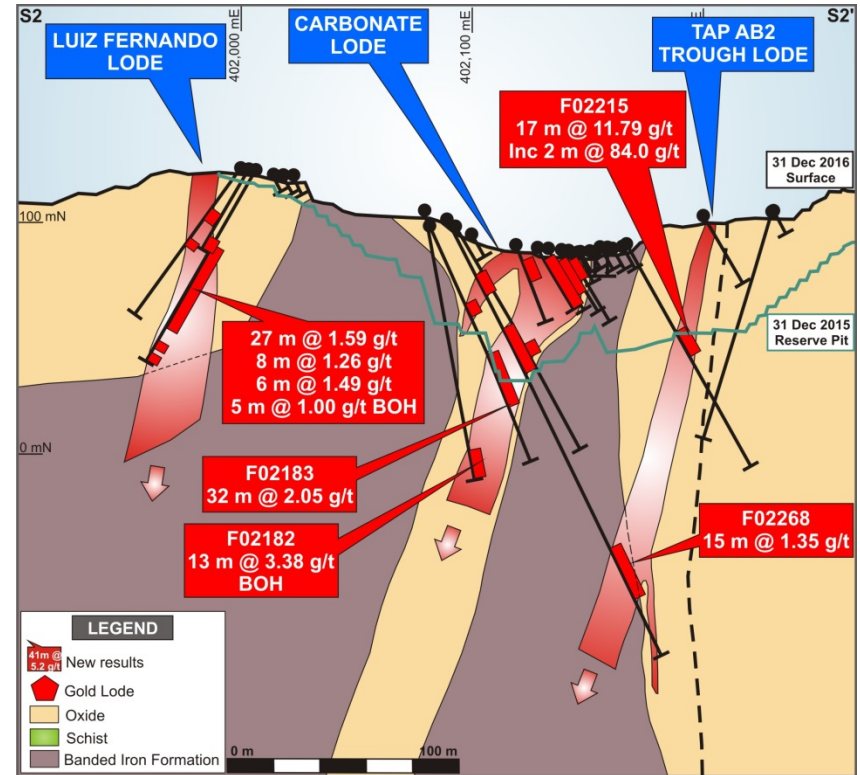 S2
S2'
402,000 mE
402,100 mE
mE
LUIZ FERNANDO
LODE
CARBONATE
LODE
TAP AB2
TROUGH LODE
F02215
17 m @ 11.79 g/t
Inc 2 m @ 84.0 g/t
31 Dec 2016
Surface
100 mN
31 Dec 2015
Reserve Pit
27 m @ 1.59 g/t
8 m @ 1.26 g/t
6 m @ 1.49 g/t
5 m @ 1.00 g/t BOH
0 mN
F02183
32 m @ 2.05 g/t
F02182
13 m @ 3.38 g/t
BOH
F02268
15 m @ 1.35 g/t
LEGEND
41m @
5.2 g/t
New results
Gold Lode
Oxide
Schist
Banded Iron Formation
0 m
100 m